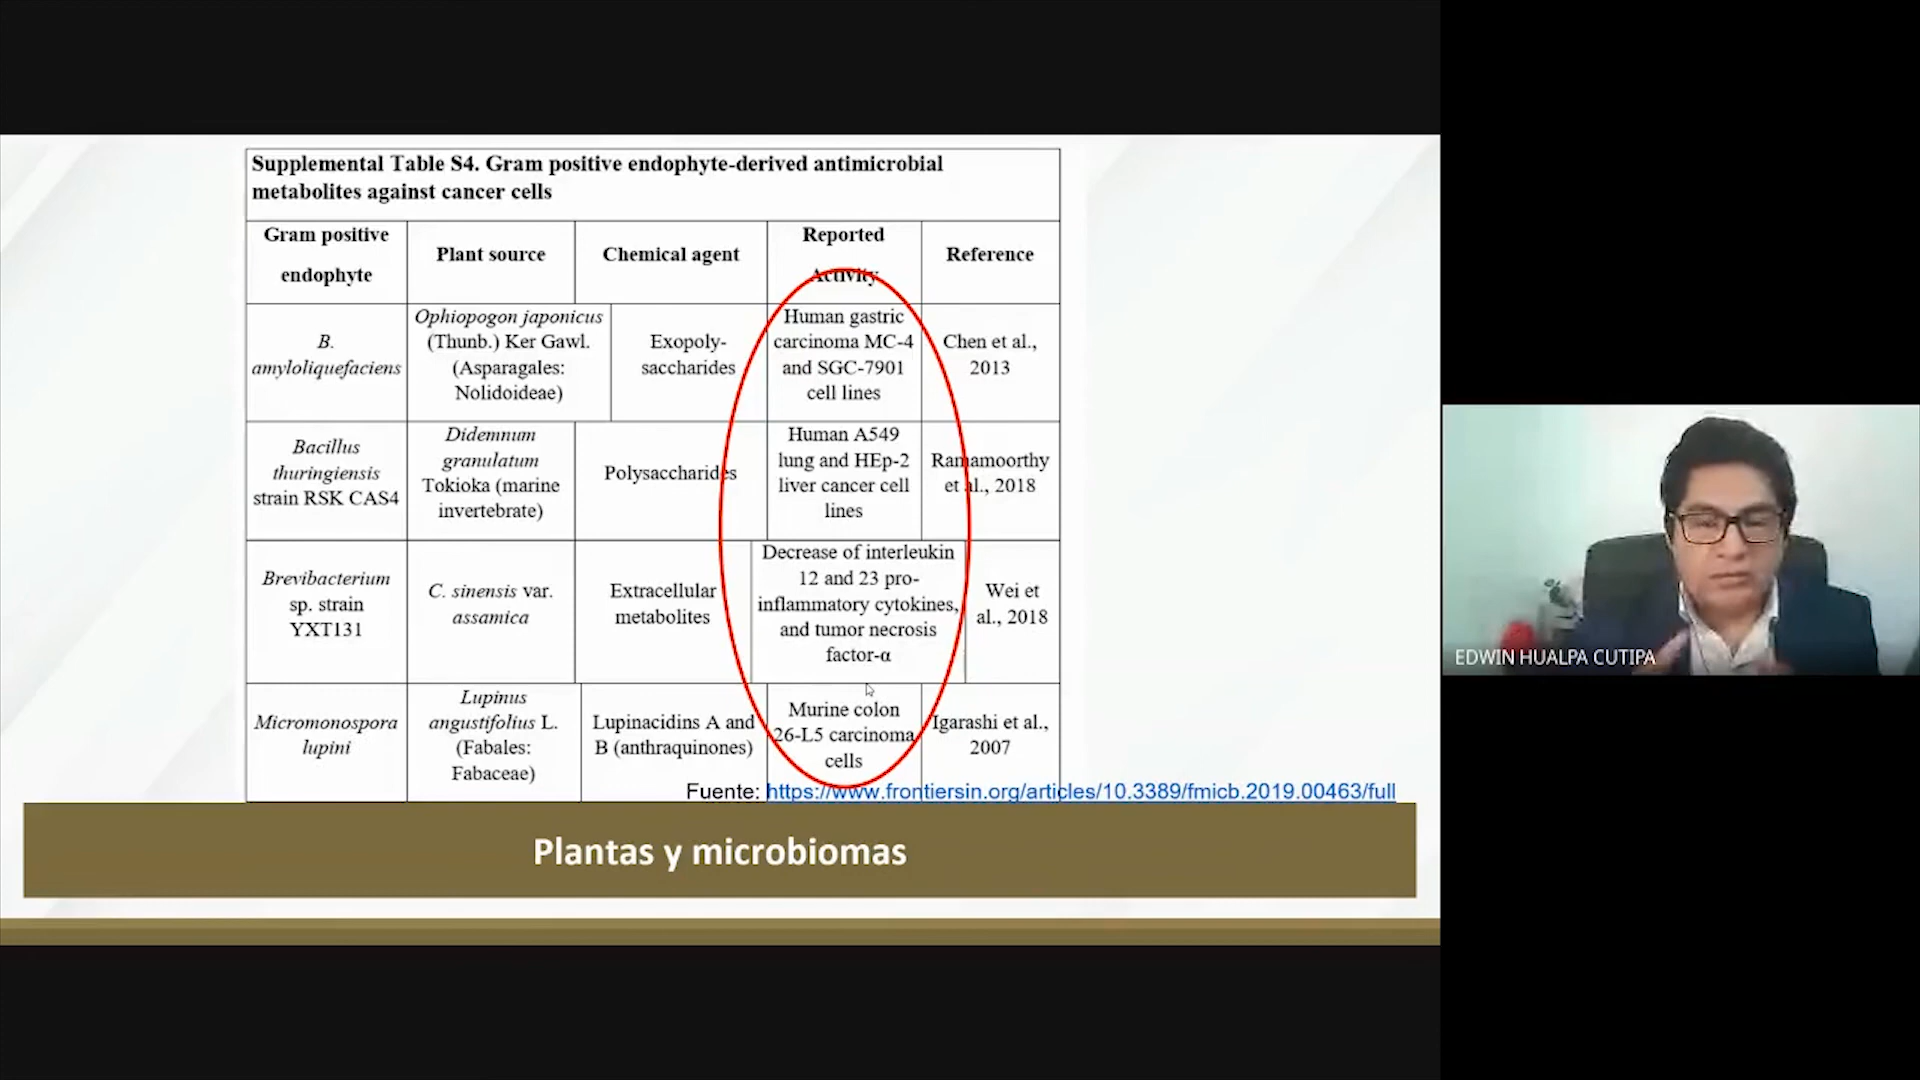 Supplemental Table S4. Gram positive endophyte-derived antimicrobial
metabolites against cancer cells
Gram positive
endophyte
Plant source
Chemical agent
Reported
Activity
Reference
B.
amyloliquefaciens
Ophiopogon japonicus
(Thunb.) Ker Gawl.
(Asparagales:
Nolidoideae)
Exopoly-
saccharides
Human gastric
carcinoma MC-4
and SGC-7901
cell lines
Chen et al.,
2013
Bacillus
thuringiensis
strain RSK CAS4
Didemnum
granulatum
Tokioka (marine
invertebrate)
Polysaccharides
Human A549
lung and HEp-2
liver cancer cell
lines
Ramamoorthy
et al., 2018
Brevibacterium
sp. strain
YXT131
C. sinensis var.
assamica
Extracellular
metabolites
Decrease of interleukin
12 and 23 pro-
inflammatory cytokines,
and tumor necrosis
factor-α
Wei et
al., 2018
Micromonospora
lupini
Lupinus
angustifolius L.
(Fabales:
Fabaceae)
Lupinacidins A and
B (anthraquinones)
Murine colon
26-L5 carcinoma
cells
Igarashi et al.,
2007
Fuente: https://www.frontiersin.org/articles/10.3389/fmicb.2019.00463/full
Plantas y microbiomas
EDWIN HUALPA CUTIPA